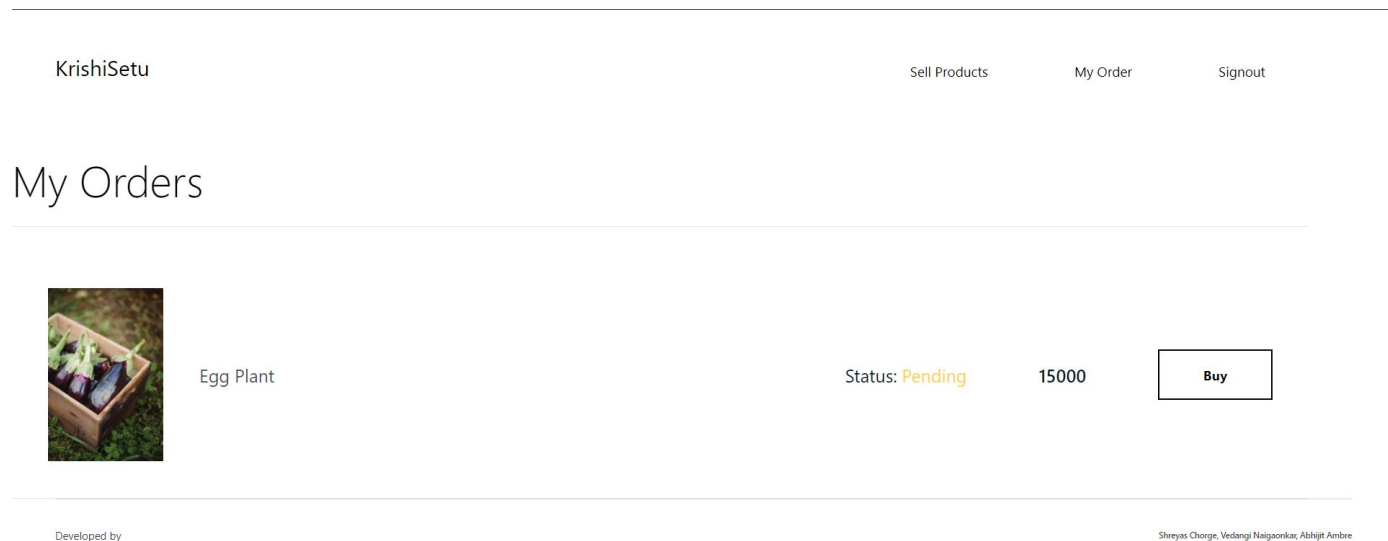 KrishiSetu Sell Products My Order Signout
My Orders
Egg Plant Status: Pending 15000 Buy
Developed by Shreyas Chorge, Vedangi Naigaonkar, Abhijit Ambre